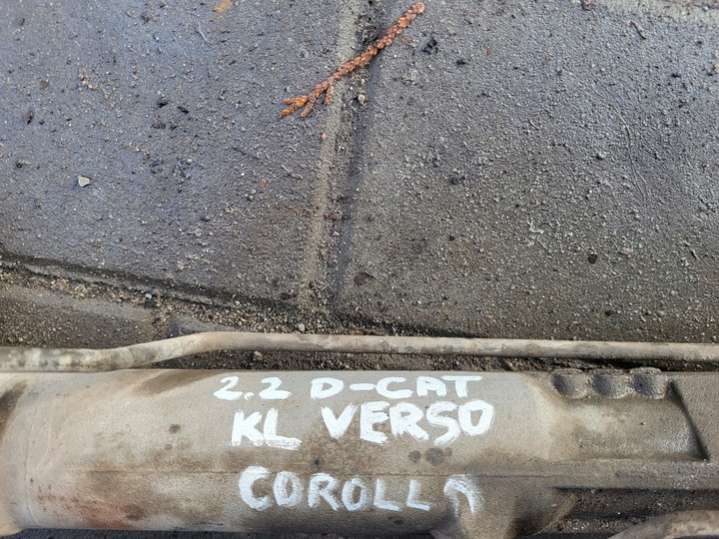 2.2 D-CAT
KL VERSO
COROLLA